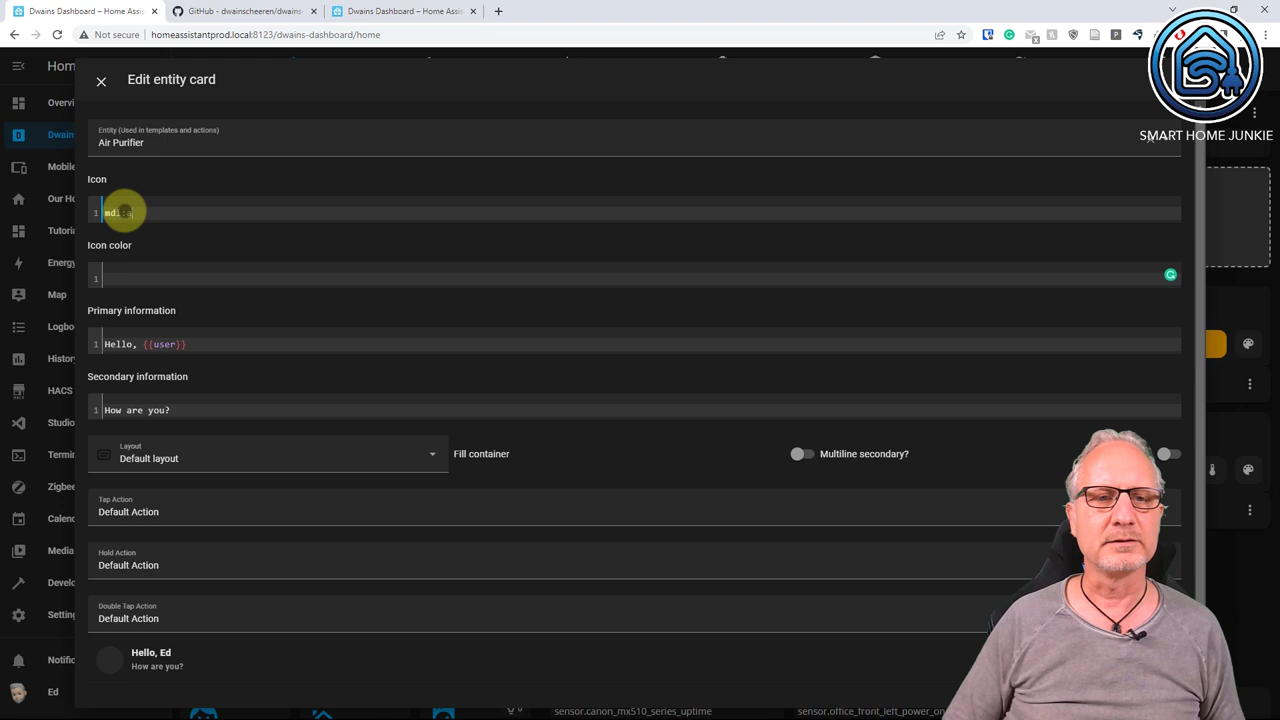 Dwains Dashboard – Home Assis
GitHub - dwainscheeren/dwains-
Dwains Dashboard – Home Assis
Not secure
homeassistantprod.local:8123/dwains-dashboard/home
SMART HOME JUNKIE
Hom
Overvi
Dwain
Mobile
Our Ho
Tutoria
Energy
Map
Logbo
History
HACS
Studio
Termin
Zigbee
Calend
Media
Develo
Setting
Notific
Ed
Edit entity card
Entity (Used in templates and actions)
Air Purifier
Icon
1 mdi:a
Icon color
1
Primary information
1 Hello, {{user}}
Secondary information
1 How are you?
Layout
Default layout
Fill container
Multiline secondary?
Tap Action
Default Action
Hold Action
Default Action
Double Tap Action
Default Action
Hello, Ed
How are you?
sensor.canon_mx510_series_uptime
sensor.office_front_left_power_on